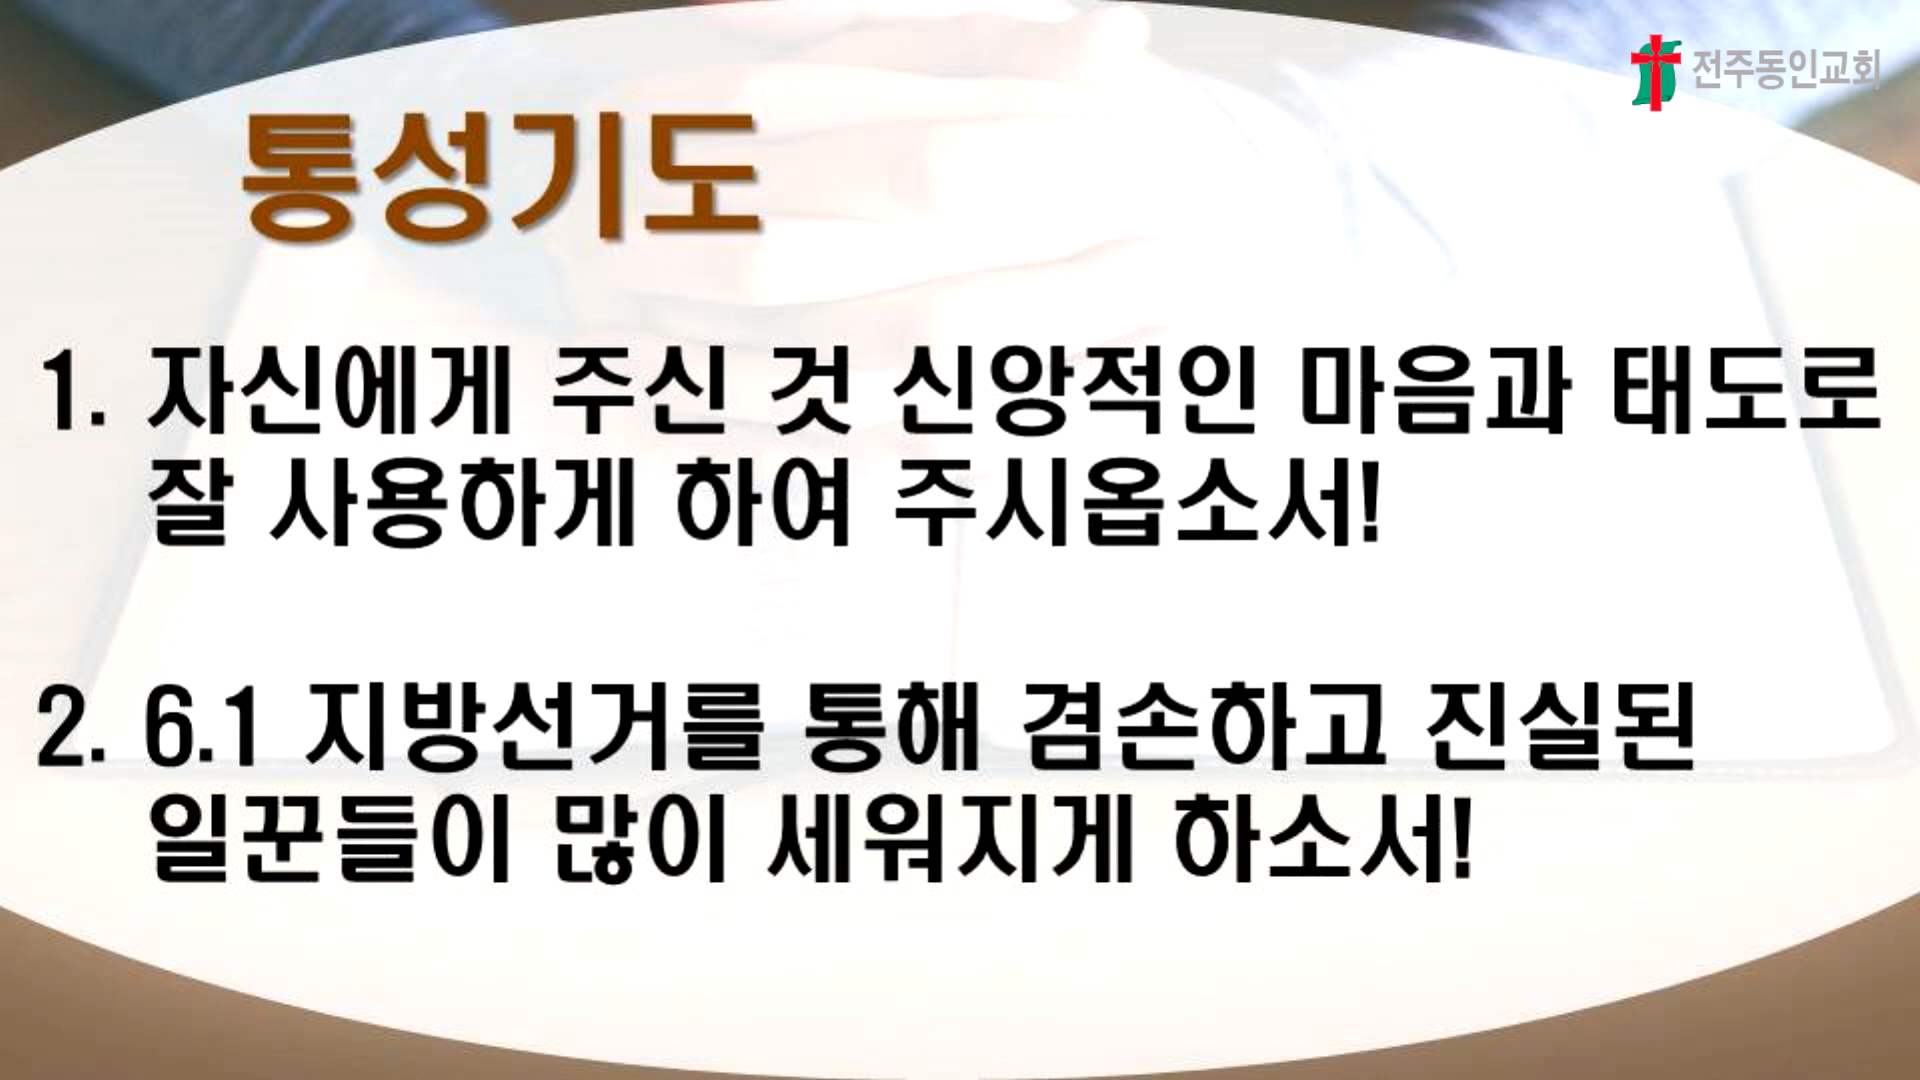 전주동인교회
통성기도
1. 자신에게 주신 것 신앙적인 마음과 태도로
잘 사용하게 하여 주시옵소서!
2. 6.1 지방선거를 통해 겸손하고 진실된
일꾼들이 많이 세워지게 하소서!